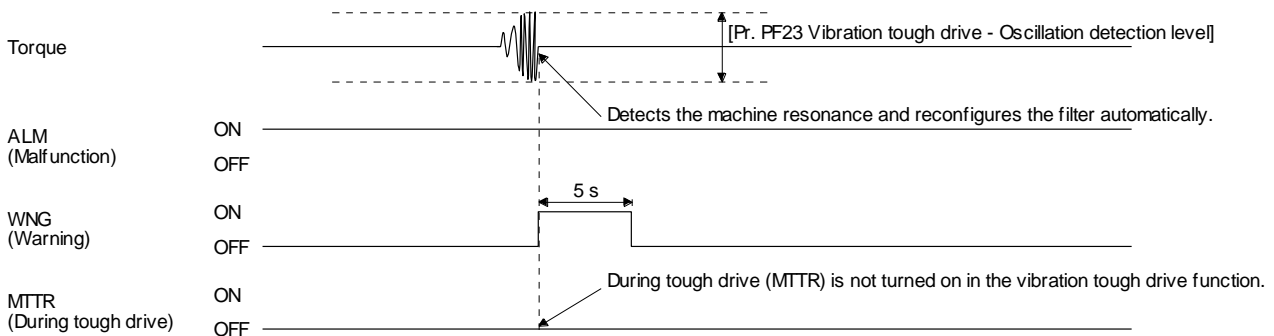 [Pr. PF23 Vibration tough drive - Oscillation detection level]
Torque
Detects the machine resonance and reconfigures the filter automatically.
ALM
(Malfunction)
ON
OFF
5 s
WNG
(Warning)
ON
OFF
During tough drive (MTTR) is not turned on in the vibration tough drive function.
MTTR
(During tough drive)
ON
OFF